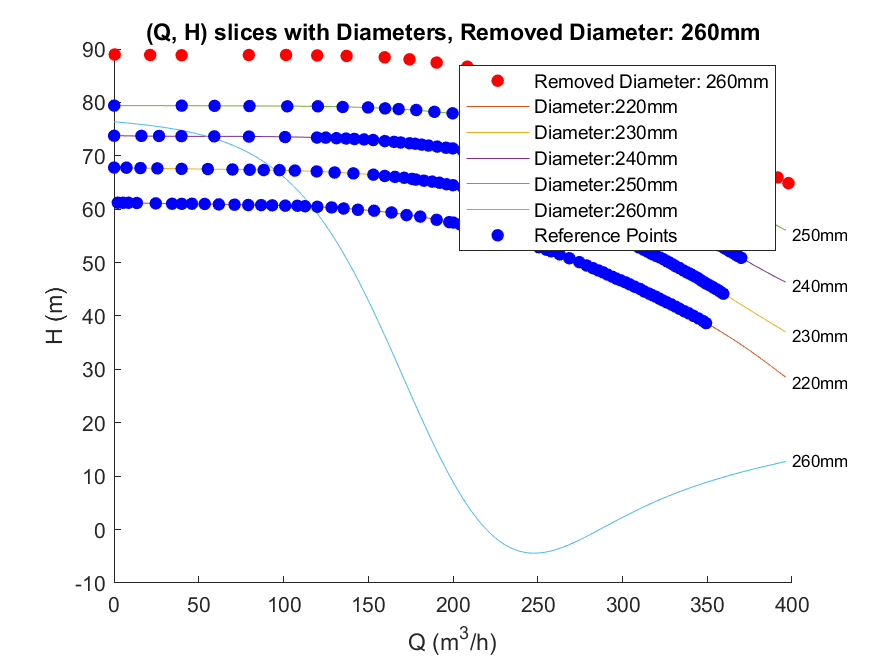 (Q, H) slices with Diameters, Removed Diameter: 260mm
90
80
70
60
50
40
30
20
10
0
-10
H (m)
0
50
100
150
200
250
300
350
400
Q (m³/h)
Removed Diameter: 260mm
Diameter:220mm
Diameter:230mm
Diameter:240mm
Diameter:250mm
Diameter:260mm
Reference Points
250mm
240mm
230mm
220mm
260mm